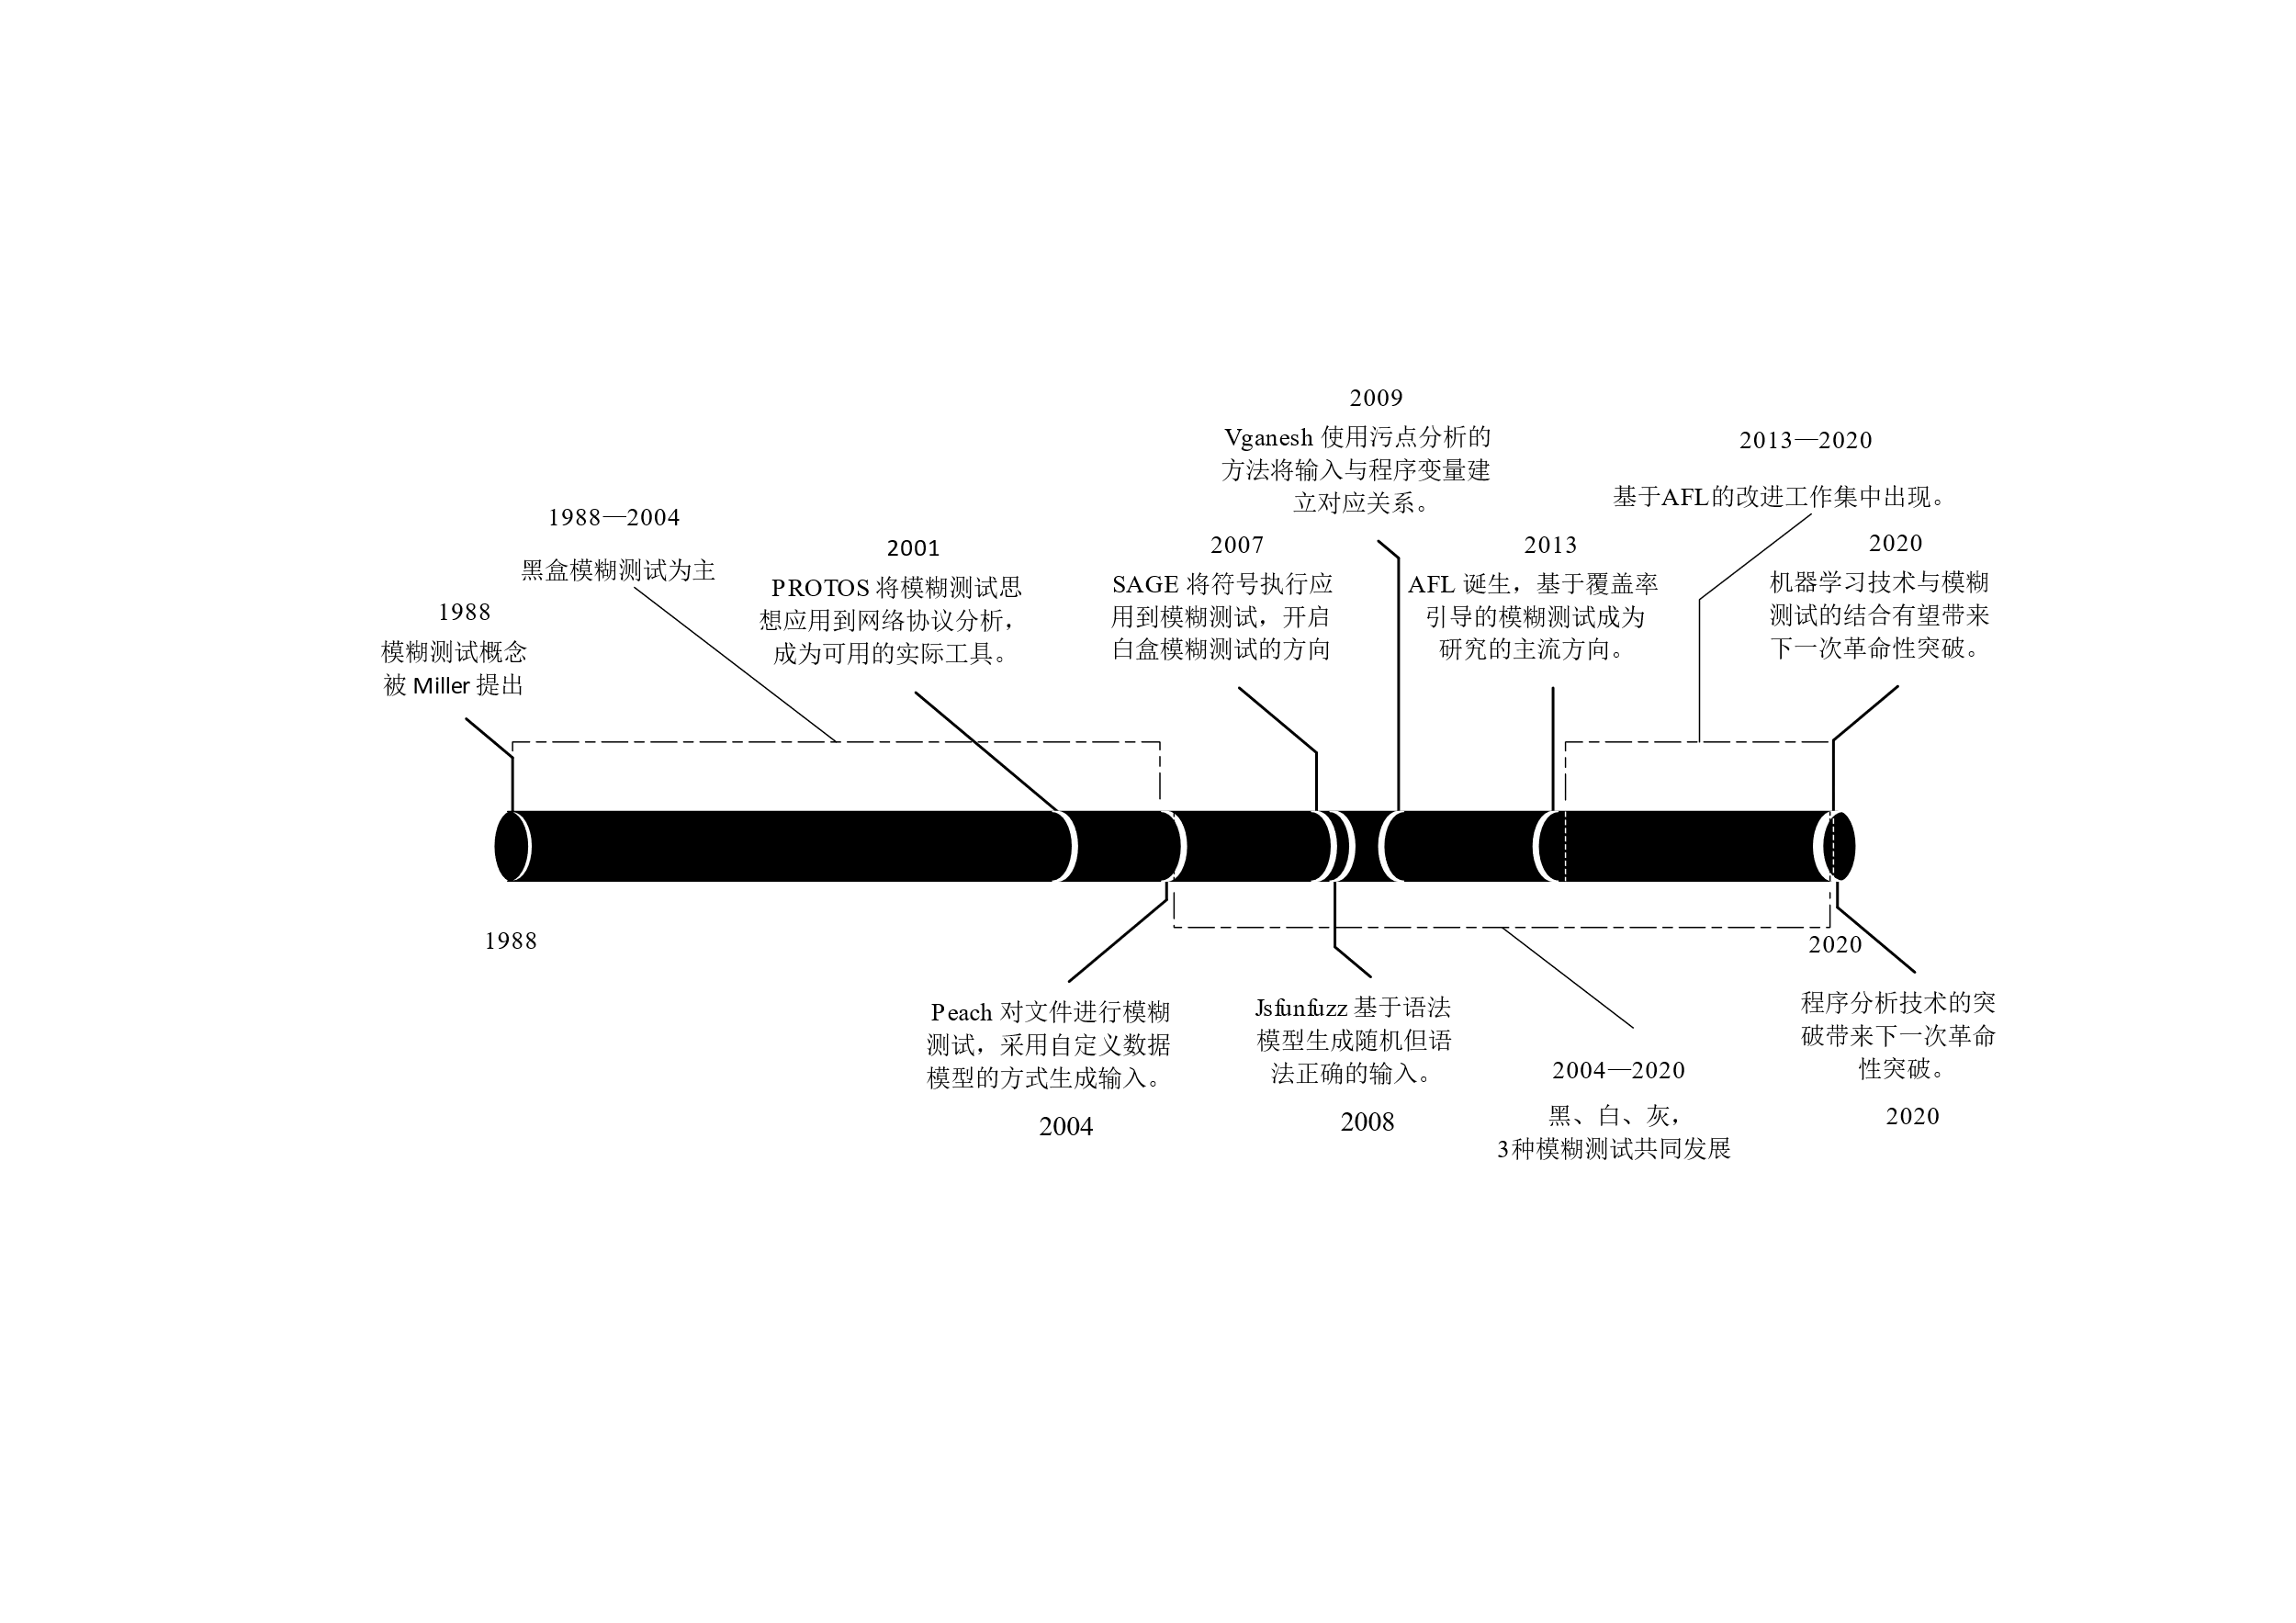 2009
Vganesh 使用污点分析的
方法将输入与程序变量建
立对应关系。
2013—2020
基于AFL的改进工作集中出现。
1988—2004
黑盒模糊测试为主
2001
PROTOS 将模糊测试思
想应用到网络协议分析，
成为可用的实际工具。
2007
SAGE 将符号执行应
用到模糊测试，开启
白盒模糊测试的方向
2013
AFL 诞生，基于覆盖率
引导的模糊测试成为
研究的主流方向。
2020
机器学习技术与模糊
测试的结合有望带来
下一次革命性突破。
1988
模糊测试概念
被 Miller 提出
1988
2020
Peach 对文件进行模糊
测试，采用自定义数据
模型的方式生成输入。
2004
Jsfunfuzz 基于语法
模型生成随机但语
法正确的输入。
2008
2004—2020
黑、白、灰，
3种模糊测试共同发展
程序分析技术的突
破带来下一次革命
性突破。
2020